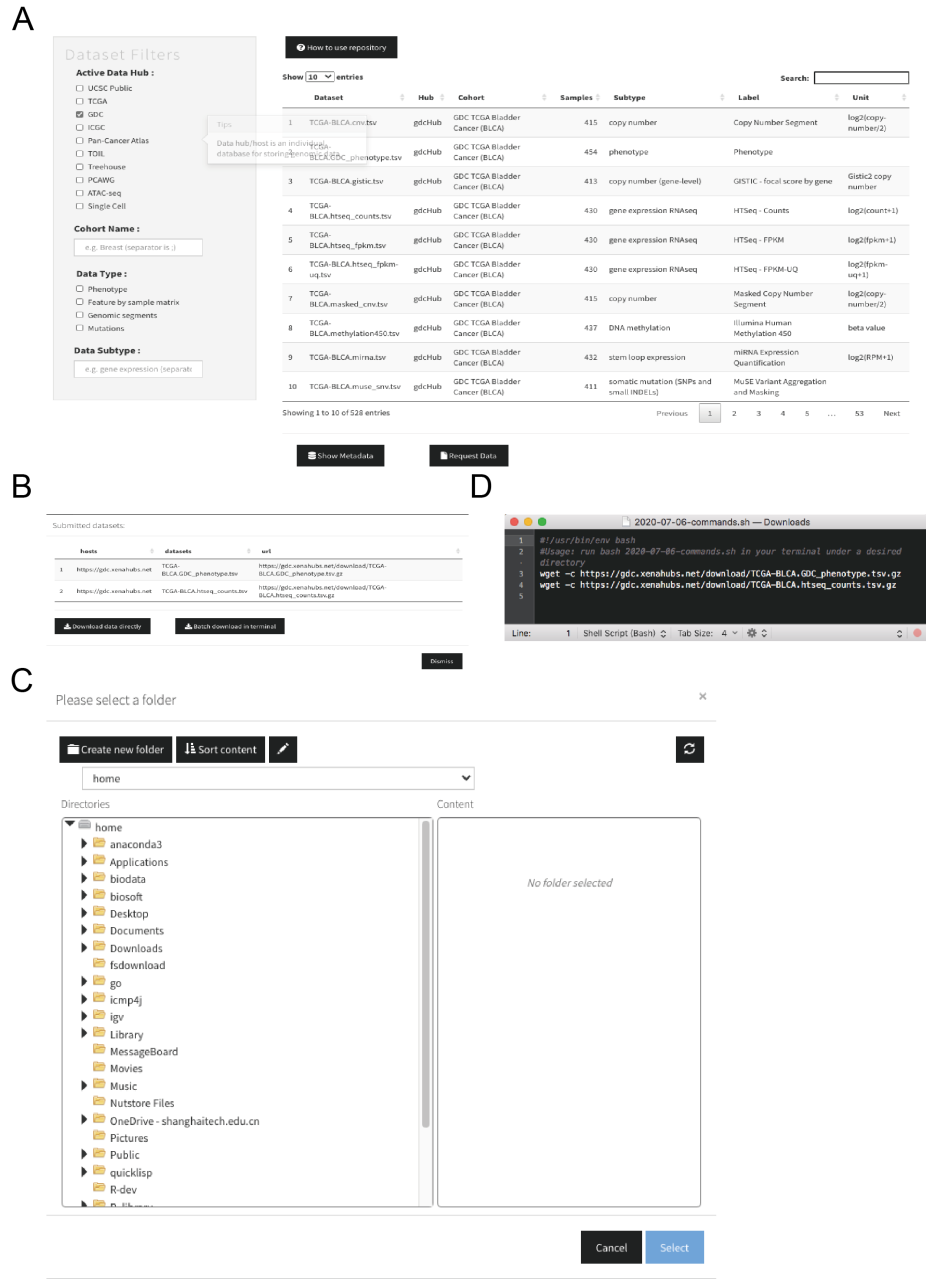 A
Dataset Filters
Active Data Hub :
UCSC Public
TCGA
GDC
ICGC
Pan-Cancer Atlas
TOIL
Treehouse
PCAWG
ATAC-seq
Single Cell
Tips
Data hub/host is an individual
database for storing genomic data.
Cohort Name :
e.g. Breast (separator is ;)
Data Type :
Phenotype
Feature by sample matrix
Genomic segments
Mutations
Data Subtype :
e.g. gene expression (separato
How to use repository
Show 10 entries
Search:
Dataset Hub Cohort Samples Subtype Label Unit
1 TCGA-BLCA.cnv.tsv gdcHub GDC TCGA Bladder Cancer (BLCA) 415 copy number Copy Number Segment log2(copy-number/2)
2 TCGA-BLCA.GDC_phenotype.tsv gdcHub GDC TCGA Bladder Cancer (BLCA) 454 phenotype Phenotype
3 TCGA-BLCA.gistic.tsv gdcHub GDC TCGA Bladder Cancer (BLCA) 413 copy number (gene-level) GISTIC - focal score by gene Gistic2 copy number
4 TCGA-BLCA.htseq_counts.tsv gdcHub GDC TCGA Bladder Cancer (BLCA) 430 gene expression RNAseq HTSeq - Counts log2(count+1)
5 TCGA-BLCA.htseq_fpkm.tsv gdcHub GDC TCGA Bladder Cancer (BLCA) 430 gene expression RNAseq HTSeq - FPKM log2(fpkm+1)
6 TCGA-BLCA.htseq_fpkm-uq.tsv gdcHub GDC TCGA Bladder Cancer (BLCA) 430 gene expression RNAseq HTSeq - FPKM-UQ log2(fpkm-uq+1)
7 TCGA-BLCA.masked_cnv.tsv gdcHub GDC TCGA Bladder Cancer (BLCA) 415 copy number Masked Copy Number Segment log2(copy-number/2)
8 TCGA-BLCA.methylation450.tsv gdcHub GDC TCGA Bladder Cancer (BLCA) 437 DNA methylation Illumina Human Methylation 450 beta value
9 TCGA-BLCA.mirna.tsv gdcHub GDC TCGA Bladder Cancer (BLCA) 432 stem loop expression miRNA Expression Quantification log2(RPM+1)
10 TCGA-BLCA.muse_snv.tsv gdcHub GDC TCGA Bladder Cancer (BLCA) 411 somatic mutation (SNPs and small INDELs) MuSE Variant Aggregation and Masking
Showing 1 to 10 of 528 entries
Previous 1 2 3 4 5 ... 53 Next
Show Metadata
Request Data
B
Submitted datasets:
hosts datasets url
1 https://gdc.xenahubs.net TCGA-BLCA.GDC_phenotype.tsv https://gdc.xenahubs.net/download/TCGA-BLCA.GDC_phenotype.tsv.gz
2 https://gdc.xenahubs.net TCGA-BLCA.htseq_counts.tsv https://gdc.xenahubs.net/download/TCGA-BLCA.htseq_counts.tsv.gz
Download data directly
Batch download in terminal
Dismiss
D
2020-07-06-commands.sh — Downloads
1 #!/usr/bin/env bash
2 #Usage: run bash 2020-07-06-commands.sh in your terminal under a desired
- directory
3 wget -c https://gdc.xenahubs.net/download/TCGA-BLCA.GDC_phenotype.tsv.gz
4 wget -c https://gdc.xenahubs.net/download/TCGA-BLCA.htseq_counts.tsv.gz
5
Line: 1 Shell Script (Bash) Tab Size: 4
C
Please select a folder
×
Create new folder
Sort content
home
Directories
Content
home
anaconda3
Applications
biodata
biosoft
Desktop
Documents
Downloads
fsdownload
go
icmp4j
igv
Library
MessageBoard
Movies
Music
Nutstore Files
OneDrive - shanghaitech.edu.cn
Pictures
Public
quicklisp
R-dev
No folder selected
Cancel
Select